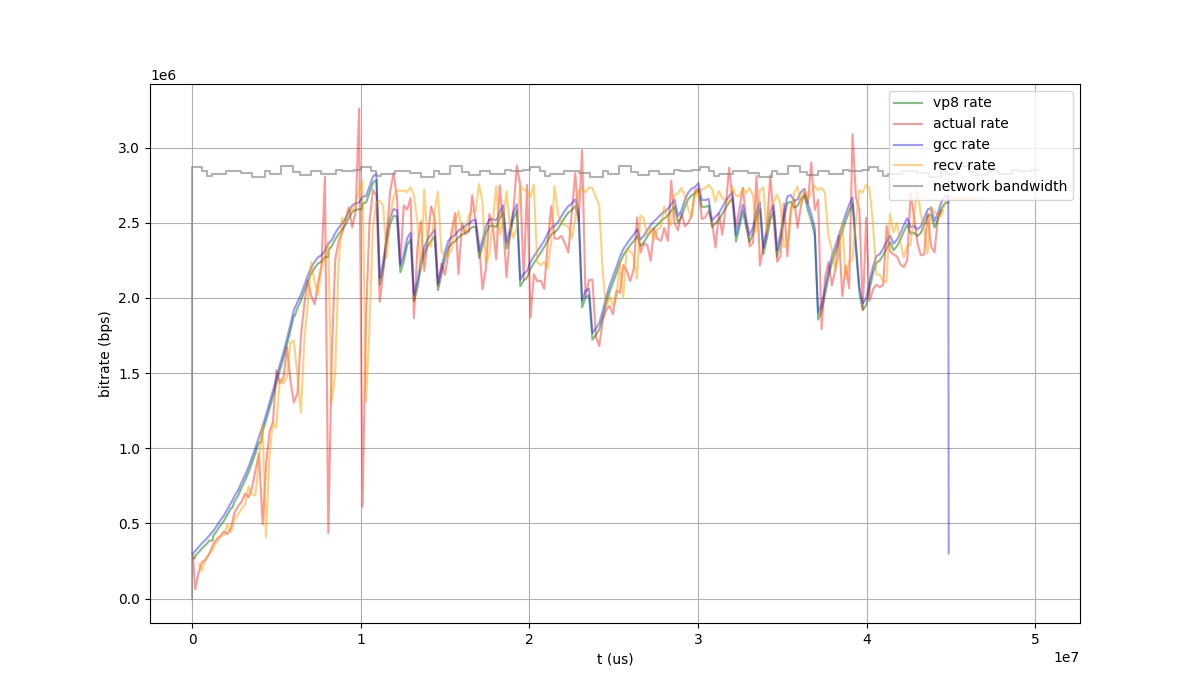 1e6
3.0
2.5
2.0
1.5
1.0
0.5
0.0
bitrate (bps)
vp8 rate
actual rate
gcc rate
recv rate
network bandwidth
0 1 2 3 4 5
t (us)
1e7